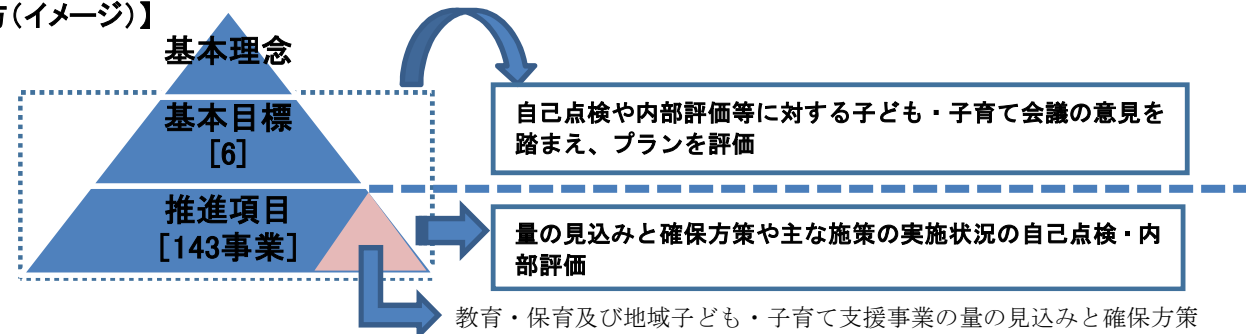 方(イメージ)】
基本理念
基本目標
[6]
推進項目
[143事業]
自己点検や内部評価等に対する子ども・子育て会議の意見を
踏まえ、プランを評価
量の見込みと確保方策や主な施策の実施状況の自己点検・内
部評価
教育・保育及び地域子ども・子育て支援事業の量の見込みと確保方策